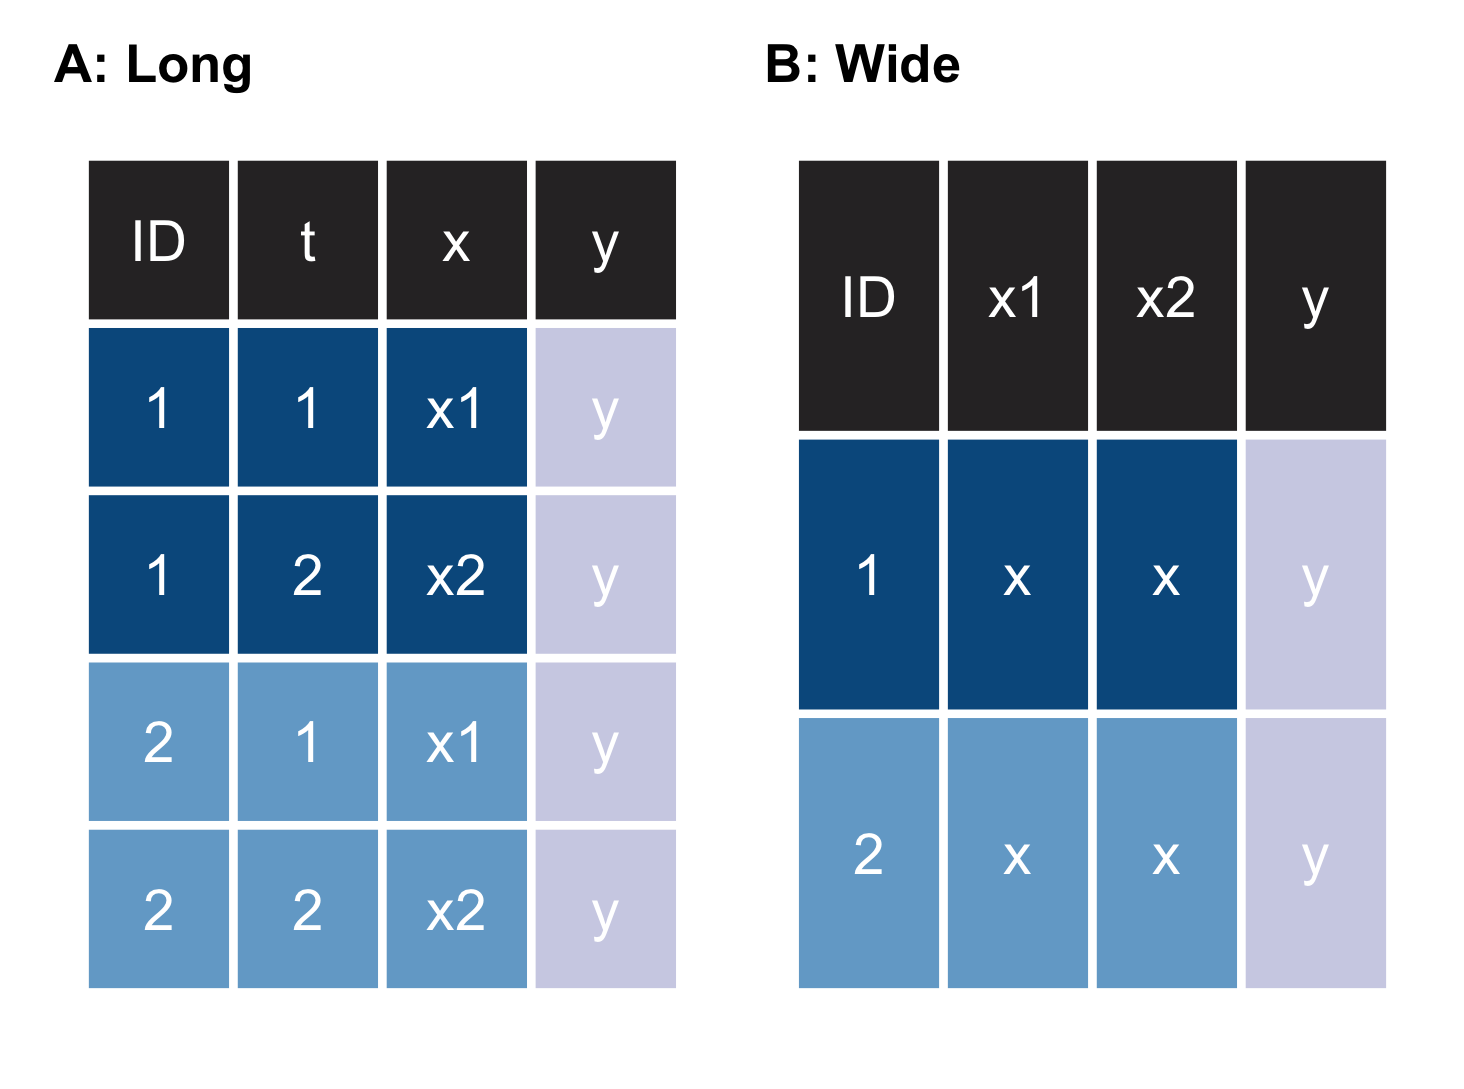 A: Long
ID t x y
1 1 x1 y
1 2 x2 y
2 1 x1 y
2 2 x2 y
B: Wide
ID x1 x2 y
1 x x y
2 x x y